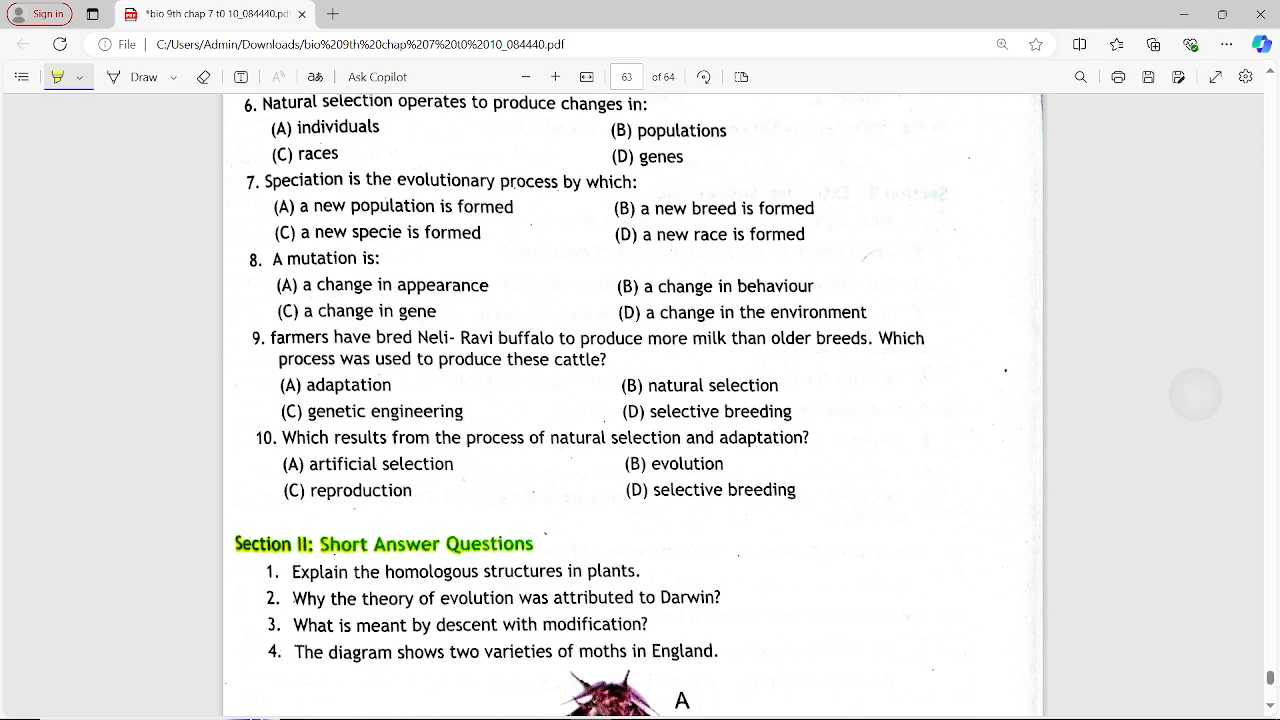 Sign in
*bio 9th chap 7 to 10_084440.pd
File
C:/Users/Admin/Downloads/bio%209th%20chap%207%20to%2010_084440.pdf
Draw
Ask Copilot
63 of 64
6. Natural selection operates to produce changes in:
(A) individuals (B) populations
(C) races (D) genes
7. Speciation is the evolutionary process by which:
(A) a new population is formed (B) a new breed is formed
(C) a new specie is formed (D) a new race is formed
8. A mutation is:
(A) a change in appearance (B) a change in behaviour
(C) a change in gene (D) a change in the environment
9. farmers have bred Neli- Ravi buffalo to produce more milk than older breeds. Which
process was used to produce these cattle?
(A) adaptation (B) natural selection
(C) genetic engineering (D) selective breeding
10. Which results from the process of natural selection and adaptation?
(A) artificial selection (B) evolution
(C) reproduction (D) selective breeding
Section II: Short Answer Questions
1. Explain the homologous structures in plants.
2. Why the theory of evolution was attributed to Darwin?
3. What is meant by descent with modification?
4. The diagram shows two varieties of moths in England.
A